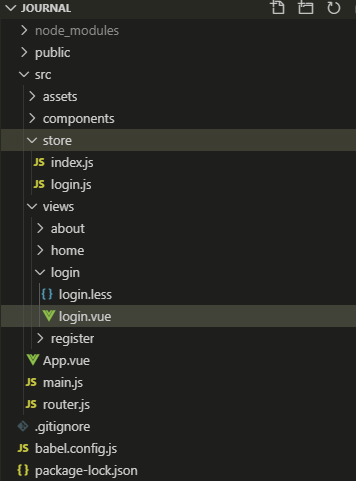 JOURNAL
node_modules
public
src
assets
components
store
JS index.js
JS login.js
views
about
home
login
{} login.less
login.vue
register
App.vue
JS main.js
JS router.js
.gitignore
JS babel.config.js
{} package-lock.json